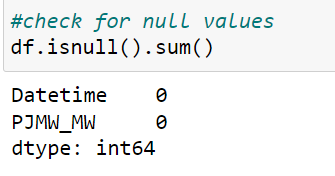 #check for null values
df.isnull().sum()
Datetime    0
PJMW_MW     0
dtype: int64